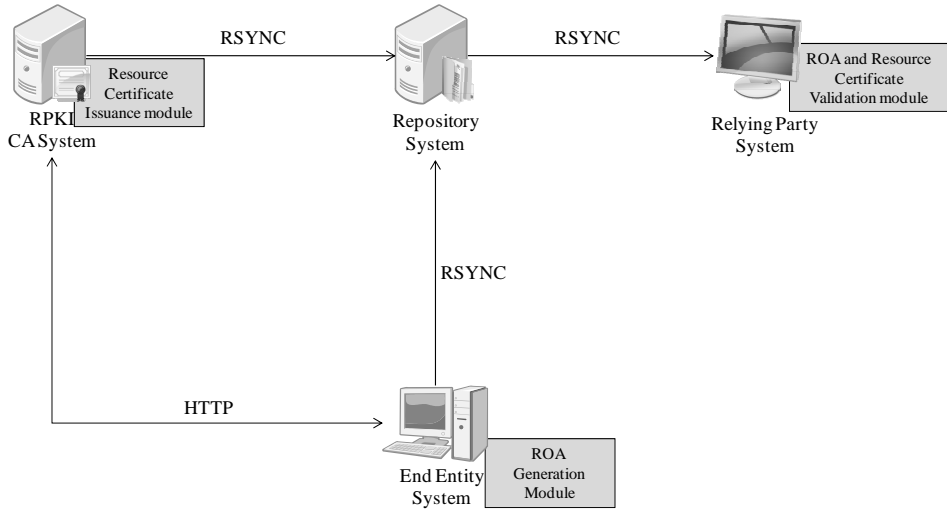 RSYNC
RSYNC
Resource
Certificate
Issuance module
ROA and Resource
Certificate
Validation module
RPKI
CA System
Repository
System
Relying Party
System
RSYNC
HTTP
End Entity
System
ROA
Generation
Module